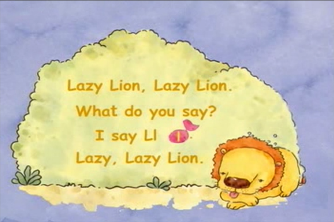 Lazy Lion, Lazy Lion.
What do you say?
I say Ll l
Lazy, Lazy Lion.